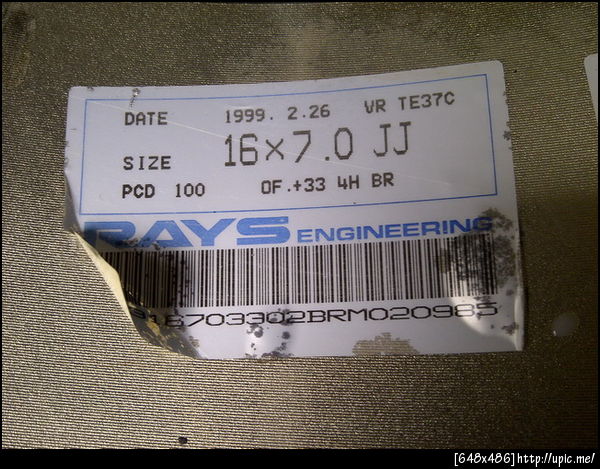 DATE 1999. 2.26 VR TE37C
SIZE 16×7.0 JJ
PCD 100 OF.+33 4H BR
RAYS ENGINEERING
16703302BRM020985
[648x486]http://upic.me/